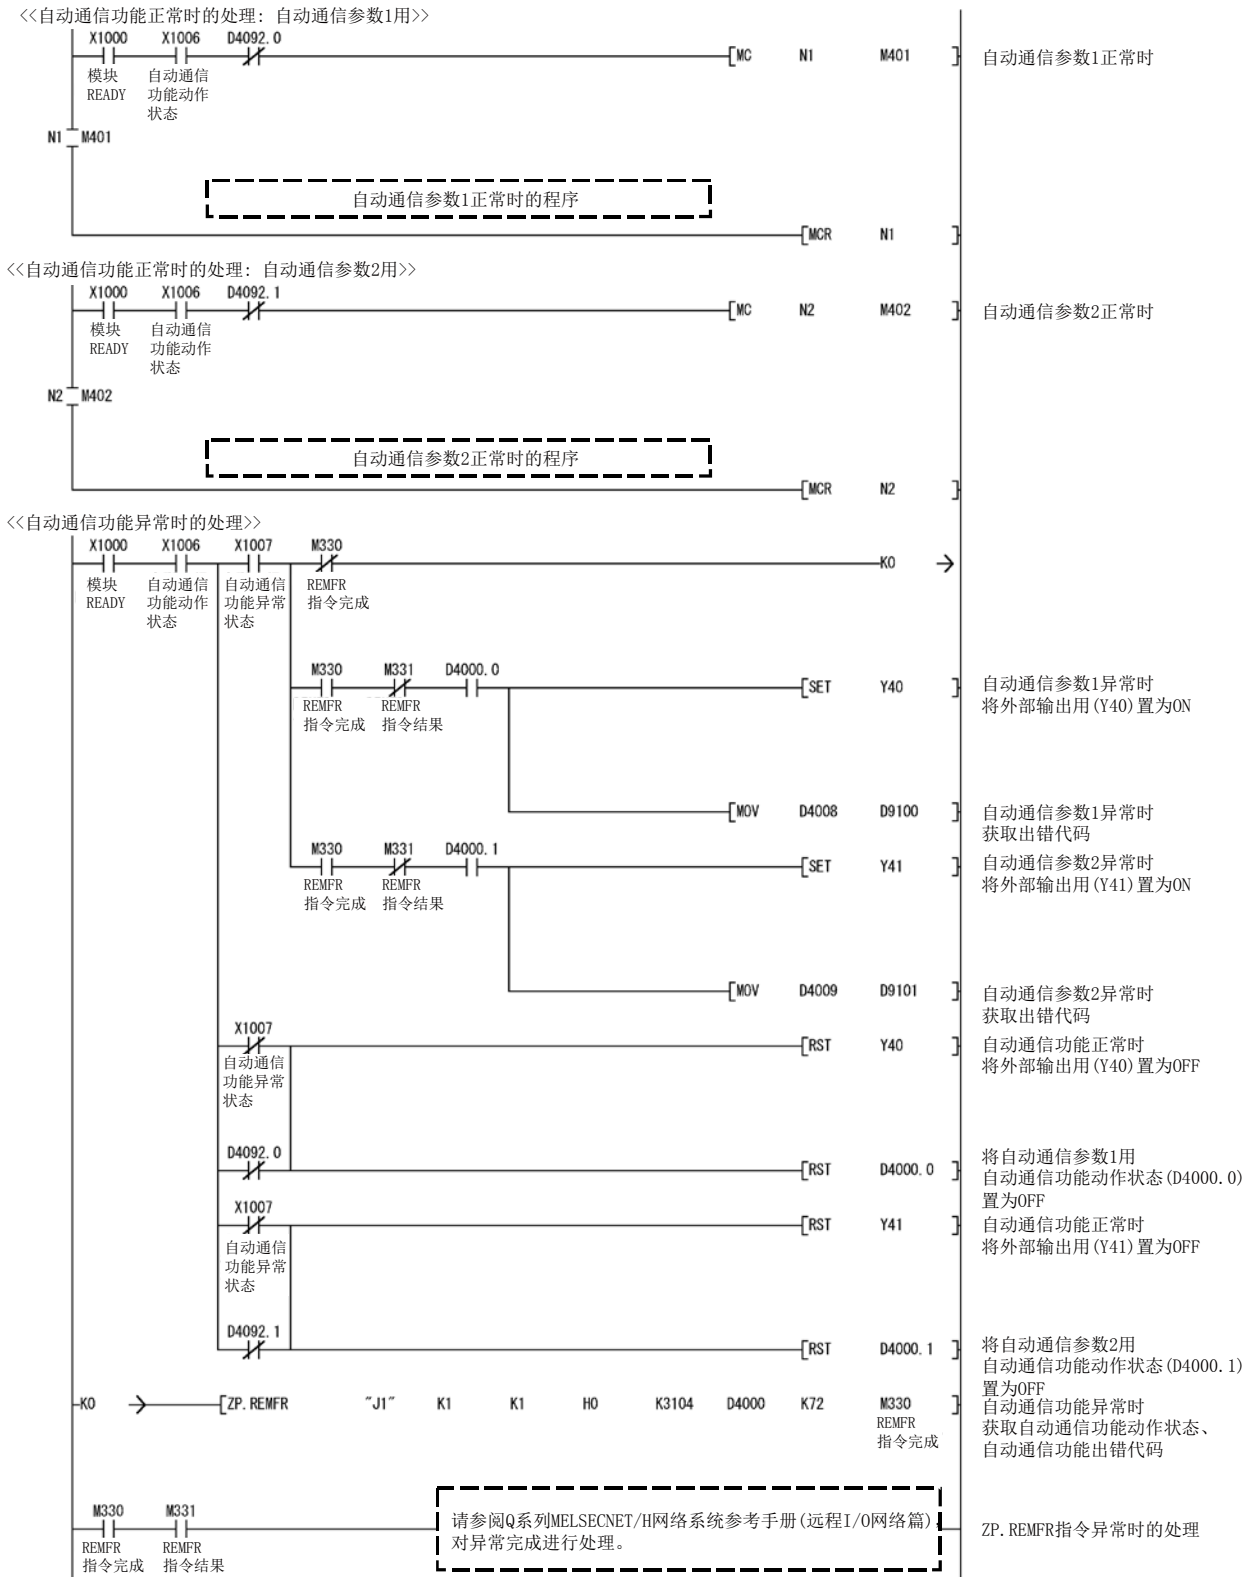 <<自动通信功能正常时的处理: 自动通信参数1用>>
X1000 X1006 D4092.0
MC N1 M401 自动通信参数1正常时
模块 自动通信
READY 功能动作
状态
N1 M401
自动通信参数1正常时的程序
MCR N1
<<自动通信功能正常时的处理: 自动通信参数2用>>
X1000 X1006 D4092.1
MC N2 M402 自动通信参数2正常时
模块 自动通信
READY 功能动作
状态
N2 M402
自动通信参数2正常时的程序
MCR N2
<<自动通信功能异常时的处理>>
X1000 X1006 X1007 M330
K0
模块 自动通信 自动通信 REMFR
READY 功能动作 功能异常 指令完成
状态 状态
M330 M331 D4000.0
SET Y40 自动通信参数1异常时
将外部输出用(Y40)置为ON
REMFR REMFR
指令完成 指令结果
MOV D4008 D9100 自动通信参数1异常时
获取出错代码
M330 M331 D4000.1
SET Y41 自动通信参数2异常时
将外部输出用(Y41)置为ON
REMFR REMFR
指令完成 指令结果
MOV D4009 D9101 自动通信参数2异常时
获取出错代码
X1007
RST Y40 自动通信功能正常时
将外部输出用(Y40)置为OFF
自动通信
功能异常
状态
D4092.0
RST D4000.0 将自动通信参数1用
自动通信功能动作状态(D4000.0)
置为OFF
X1007
RST Y41 自动通信功能正常时
将外部输出用(Y41)置为OFF
自动通信
功能异常
状态
D4092.1
RST D4000.1 将自动通信参数2用
自动通信功能动作状态(D4000.1)
置为OFF
K0 ZP.REMFR "J1" K1 K1 H0 K3104 D4000 K72 M330
REMFR
指令完成
自动通信功能异常时
获取自动通信功能动作状态、
自动通信功能出错代码
M330 M331
REMFR REMFR
指令完成 指令结果
请参阅Q系列MELSECNET/H网络系统参考手册(远程I/O网络篇),
对异常完成进行处理。
ZP.REMFR指令异常时的处理